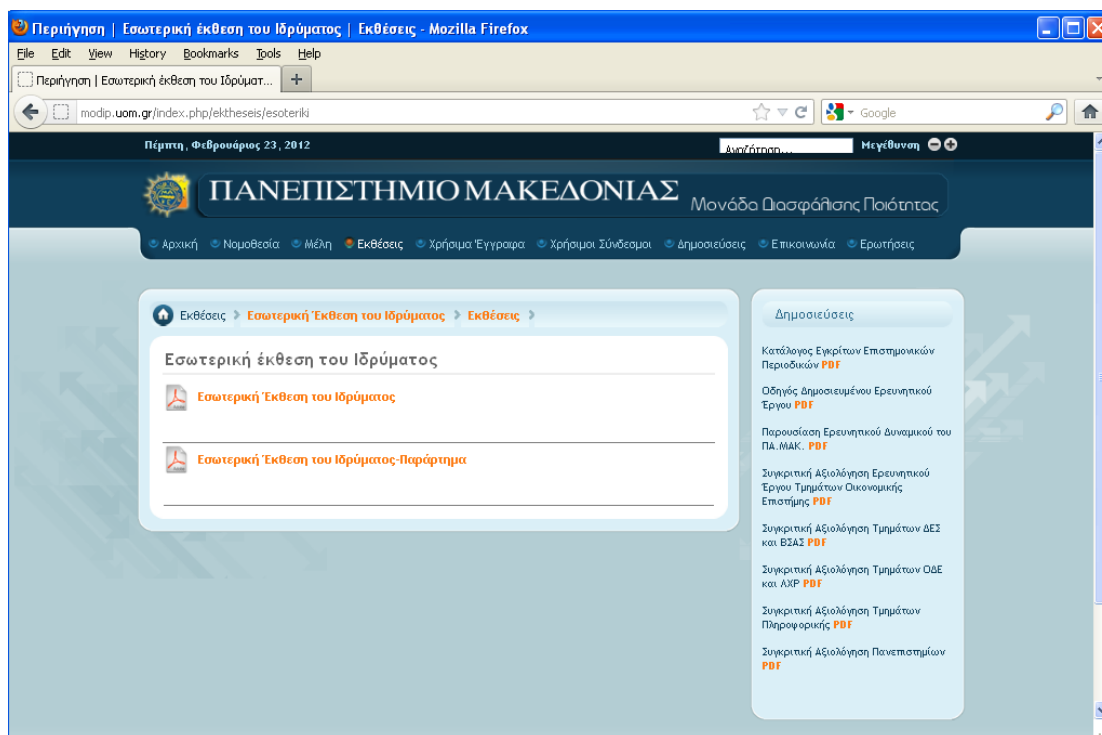 Περιήγηση | Εσωτερική έκθεση του Ιδρύματος | Εκθέσεις - Mozilla Firefox
File Edit View History Bookmarks Tools Help
Περιήγηση | Εσωτερική έκθεση του Ιδρύματ... +
modip.uom.gr/index.php/ektheseis/esoteriki
Google
Πέμπτη, Φεβρουάριος 23, 2012
Αναζήτηση...
Μεγέθυνση
ΠΑΝΕΠΙΣΤΗΜΙΟ ΜΑΚΕΔΟΝΙΑΣ Μονάδα Διασφάλισης Ποιότητας
Αρχική Νομοθεσία Μέλη Εκθέσεις Χρήσιμα Έγγραφα Χρήσιμοι Σύνδεσμοι Δημοσιεύσεις Επικοινωνία Ερωτήσεις
Εκθέσεις Εσωτερική Έκθεση του Ιδρύματος Εκθέσεις
Εσωτερική έκθεση του Ιδρύματος
Εσωτερική Έκθεση του Ιδρύματος
Εσωτερική Έκθεση του Ιδρύματος-Παράρτημα
Δημοσιεύσεις
Κατάλογος Εγκρίτων Επιστημονικών
Περιοδικών PDF
Οδηγός Δημοσιευμένου Ερευνητικού
Έργου PDF
Παρουσίαση Ερευνητικού Δυναμικού του
ΠΑ.ΜΑΚ. PDF
Συγκριτική Αξιολόγηση Ερευνητικού
Έργου Τμημάτων Οικονομικής
Επιστήμης PDF
Συγκριτική Αξιολόγηση Τμημάτων ΔΕΣ
και ΒΣΑΣ PDF
Συγκριτική Αξιολόγηση Τμημάτων ΟΔΕ
και ΛΧΡ PDF
Συγκριτική Αξιολόγηση Τμημάτων
Πληροφορικής PDF
Συγκριτική Αξιολόγηση Πανεπιστημίων
PDF